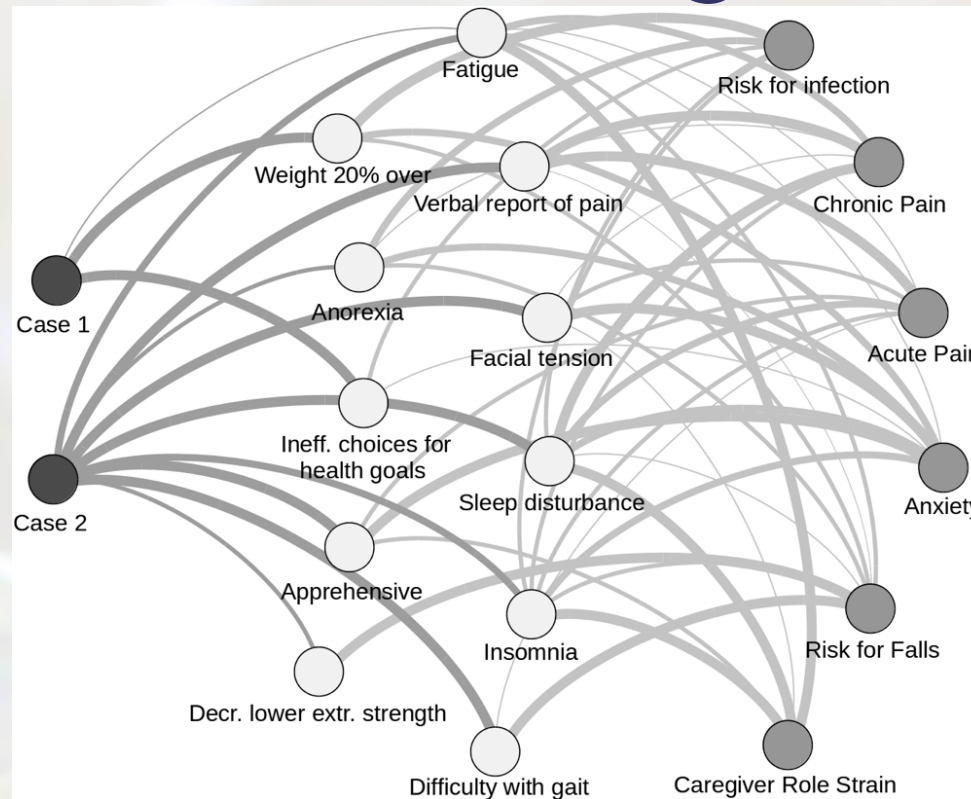 Fatigue
Risk for infection
Weight 20% over
Verbal report of pain
Chronic Pain
Case 1
Anorexia
Facial tension
Acute Pain
Ineff. choices for
health goals
Sleep disturbance
Anxiety
Case 2
Apprehensive
Insomnia
Risk for Falls
Decr. lower extr. strength
Difficulty with gait
Caregiver Role Strain